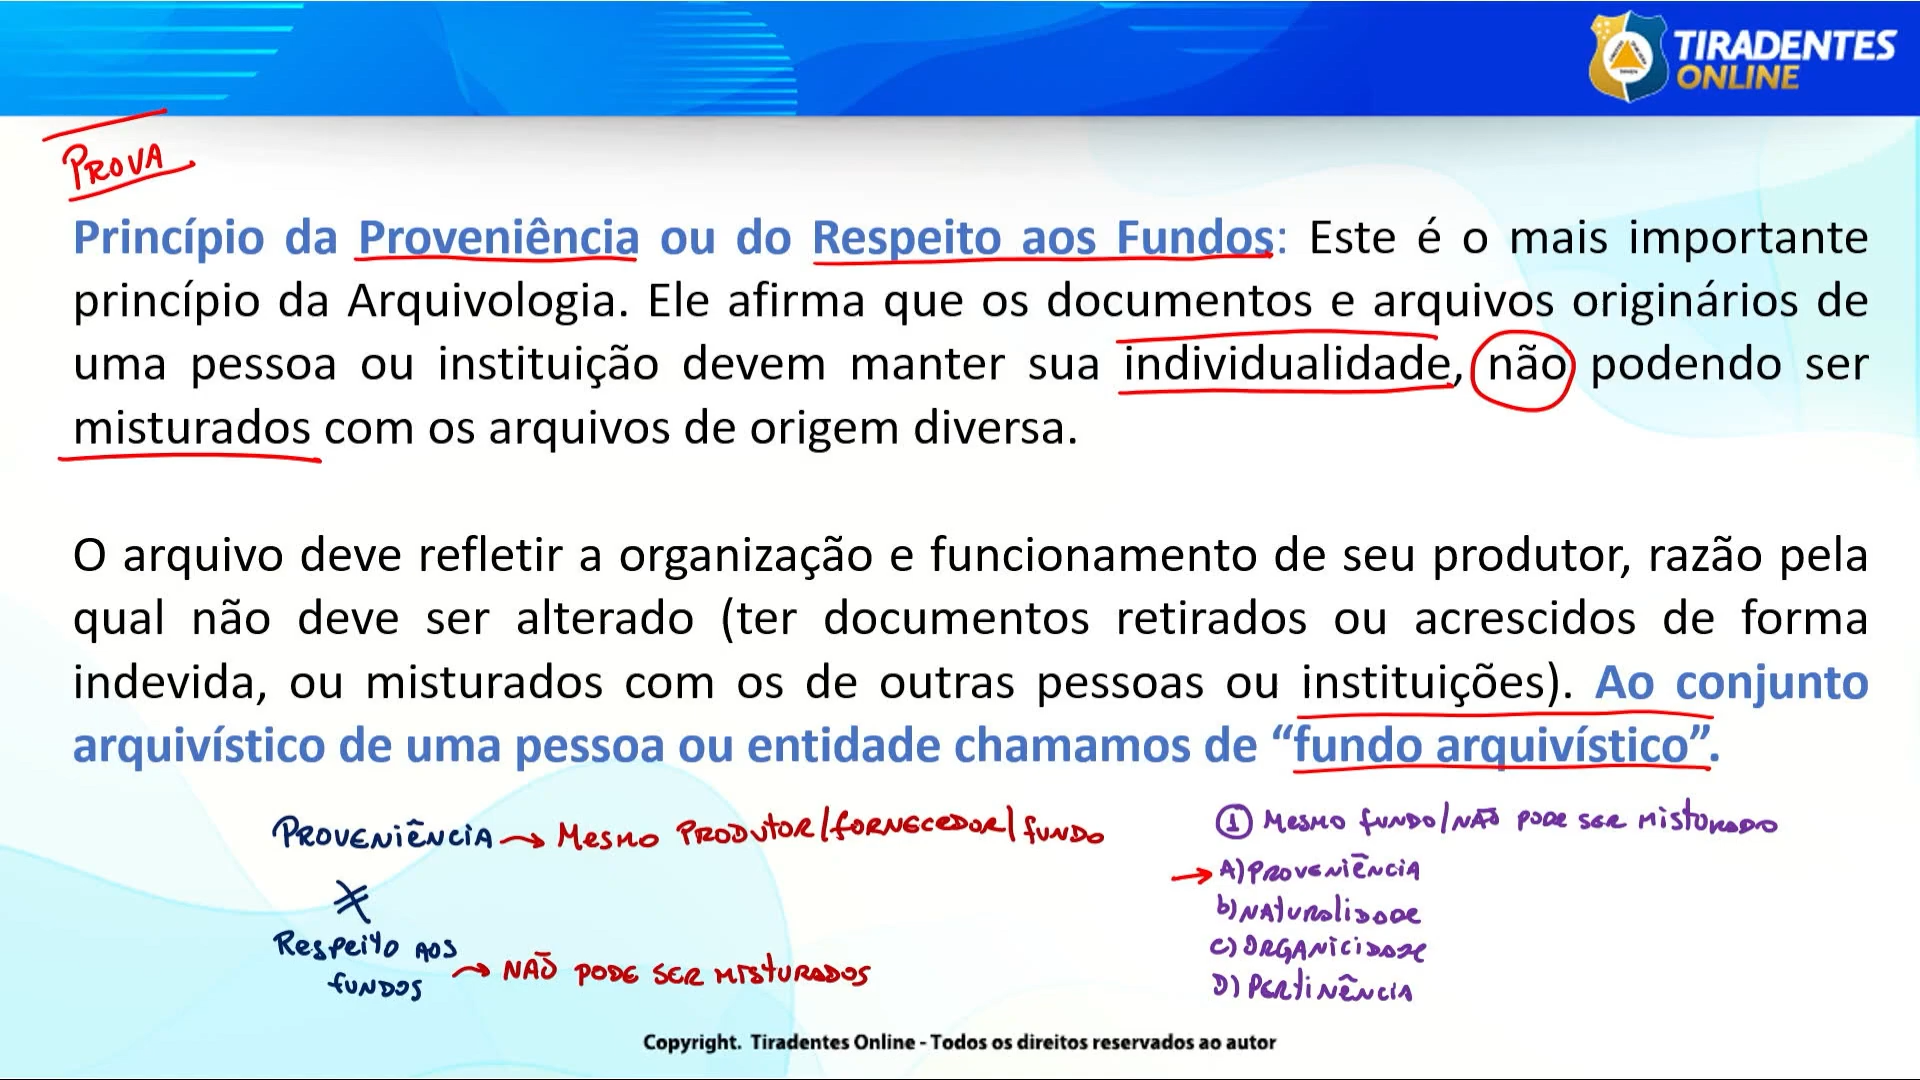 TIRADENTES
ONLINE
PROVA
Princípio da Proveniência ou do Respeito aos Fundos: Este é o mais importante
princípio da Arquivologia. Ele afirma que os documentos e arquivos originários de
uma pessoa ou instituição devem manter sua individualidade, não podendo ser
misturados com os arquivos de origem diversa.
O arquivo deve refletir a organização e funcionamento de seu produtor, razão pela
qual não deve ser alterado (ter documentos retirados ou acrescidos de forma
indevida, ou misturados com os de outras pessoas ou instituições). Ao conjunto
arquivístico de uma pessoa ou entidade chamamos de “fundo arquivístico”.
PROVENIÊNCIA → MESMO PRODUTOR/FORNECEDOR/FUNDO
≠
RESPEITO AOS
FUNDOS → NÃO PODE SER MISTURADOS
① MESMO FUNDO/NÃO PODE SER MISTURADO
→ A) PROVENIÊNCIA
b) NATURALIDADE
C) ORGANICIDADE
D) PERTINÊNCIA
Copyright. Tiradentes Online - Todos os direitos reservados ao autor